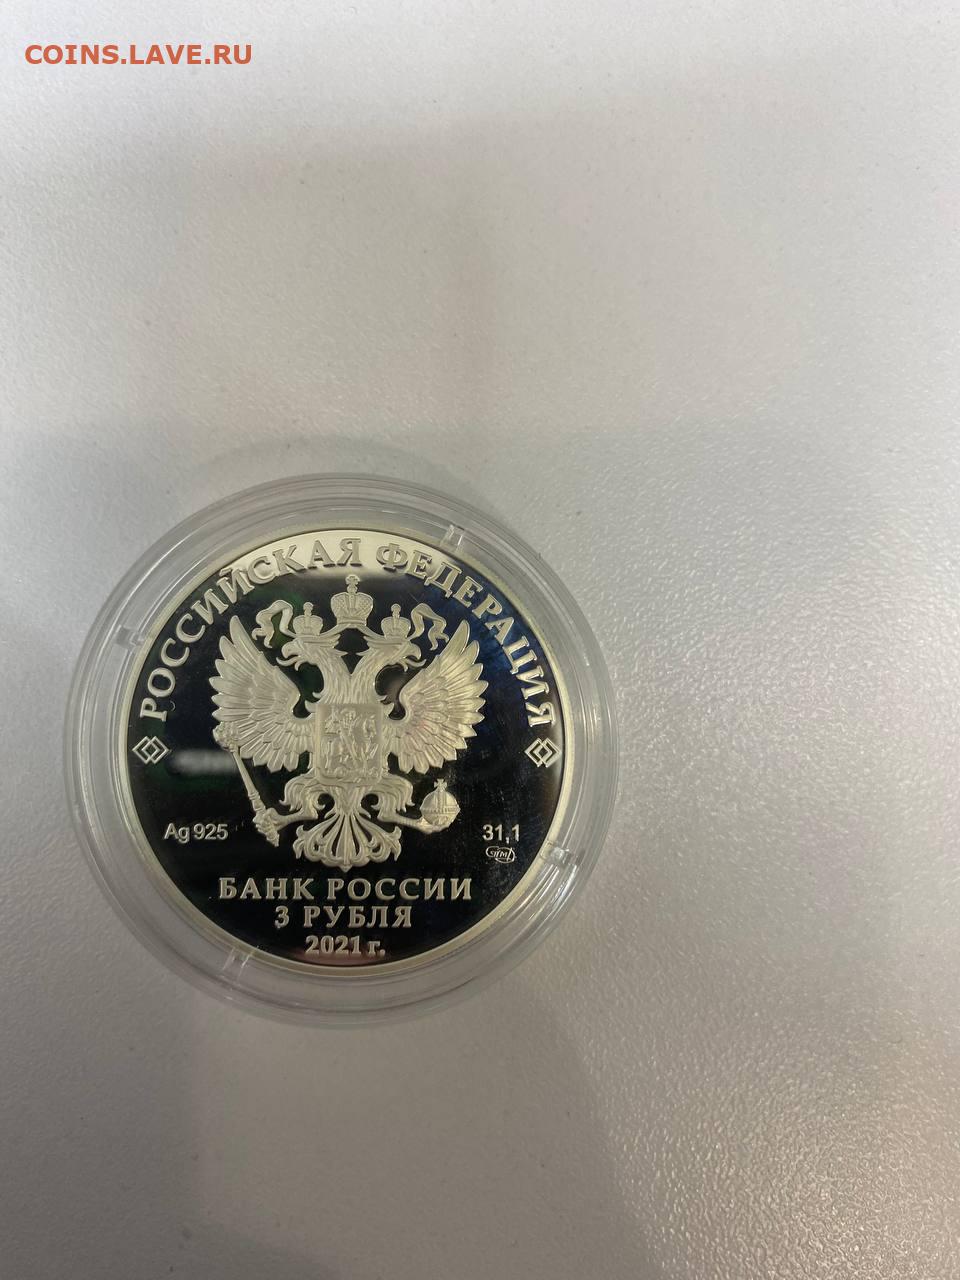 COINS.LAVE.RU
РОССИЙСКАЯ ФЕДЕРАЦИЯ
Ag 925
31,1
БАНК РОССИИ
3 РУБЛЯ
2021 г.